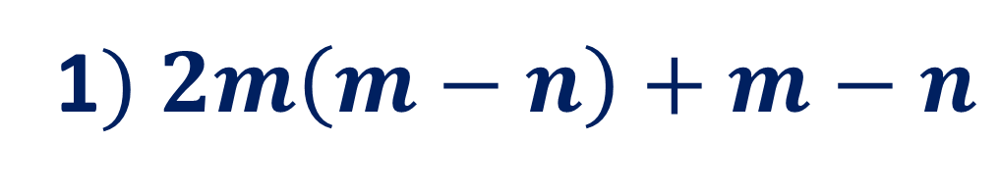 1) 2m(m − n) + m − n